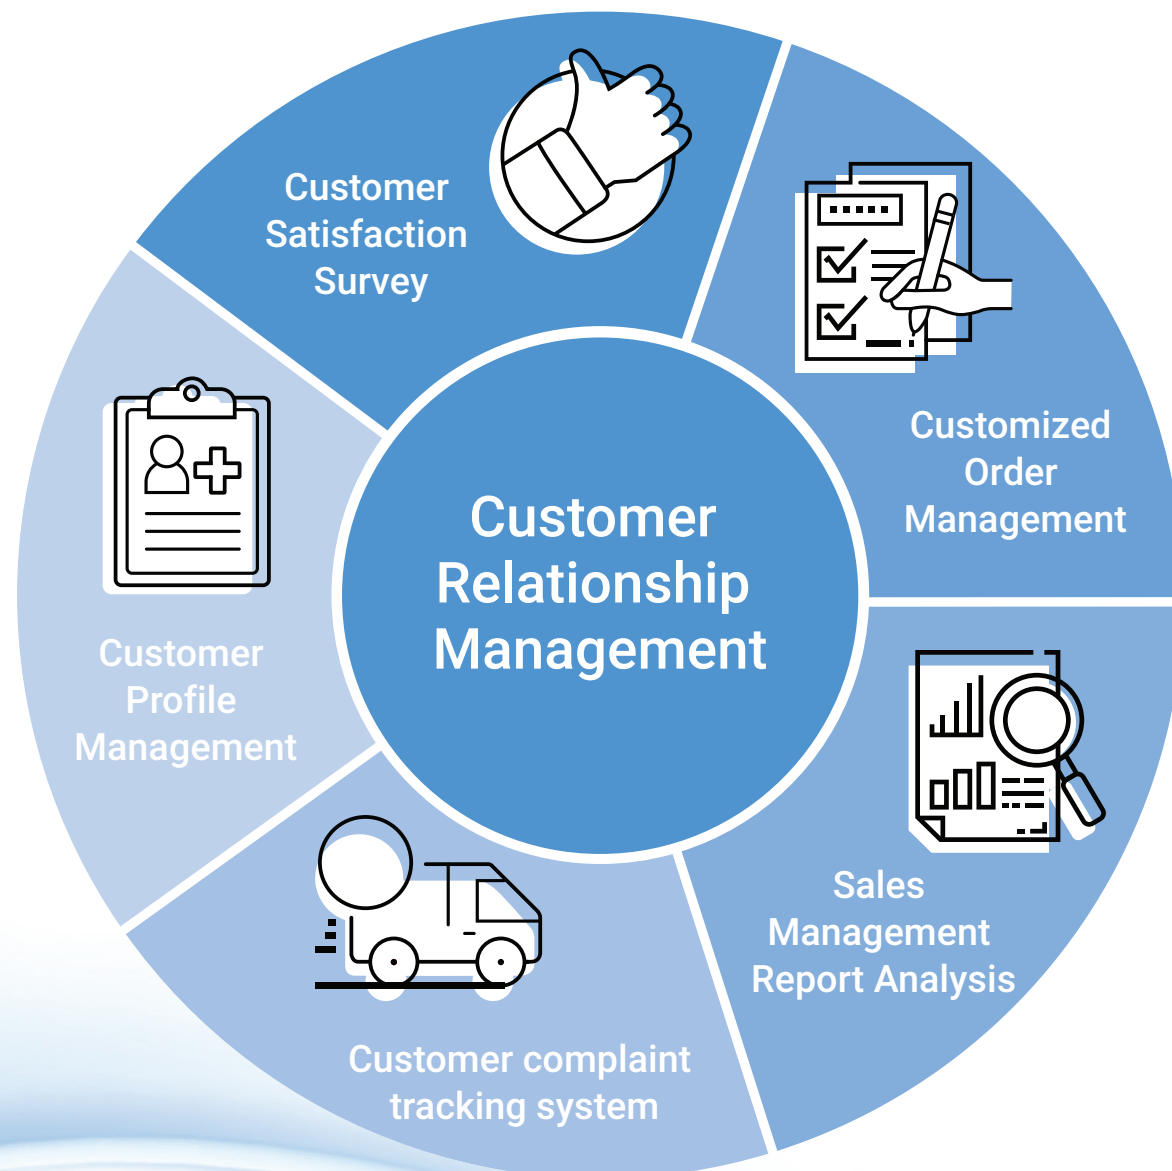 Customer
Satisfaction
Survey
Customized
Order
Management
Customer
Relationship
Management
Customer
Profile
Management
Sales
Management
Report Analysis
Customer complaint
tracking system